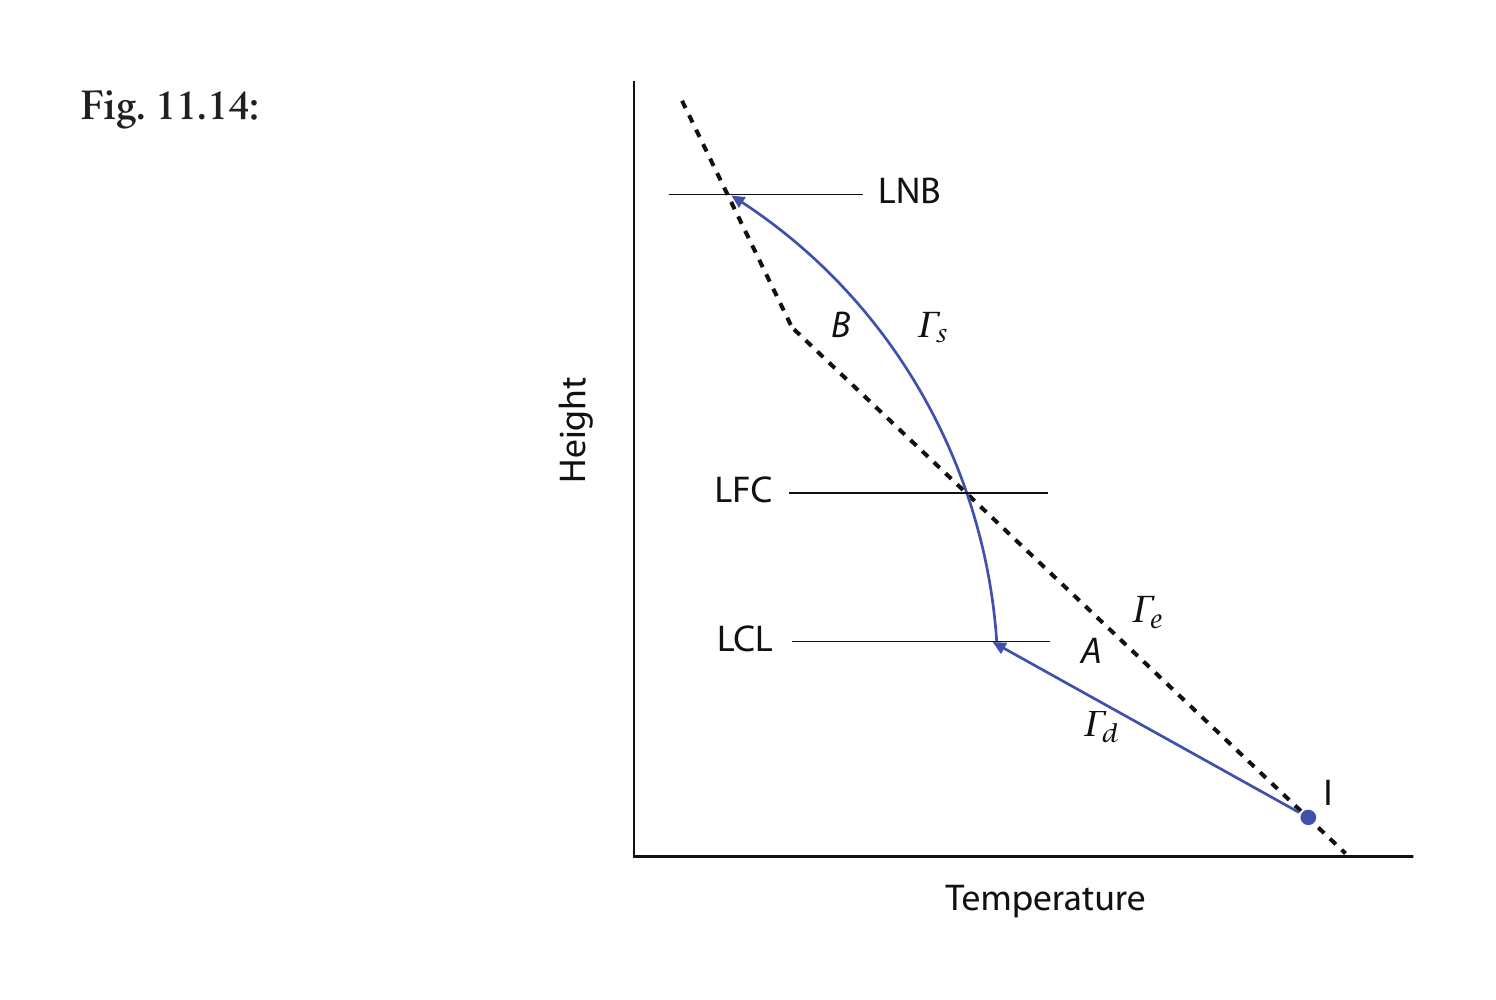 Fig. 11.14:
LNB
B
Γs
Height
LFC
Γe
LCL
A
Γd
I
Temperature